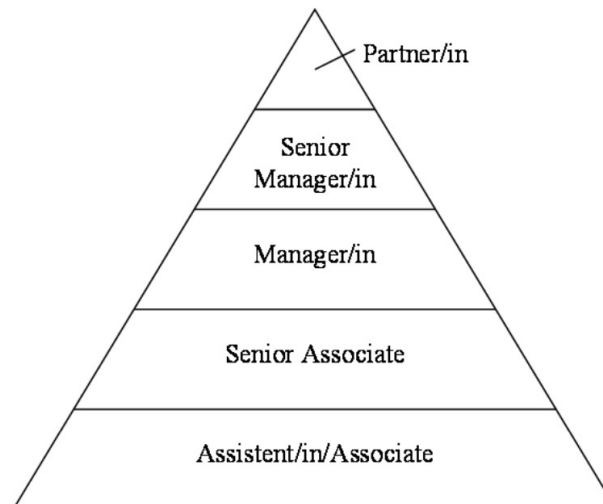 Partner/in
Senior
Manager/in
Manager/in
Senior Associate
Assistent/in/Associate